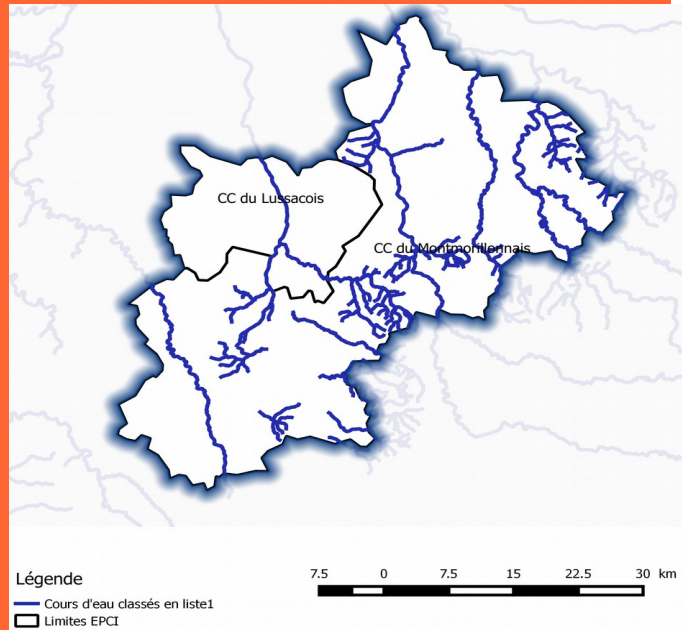 CC du Lussacois
CC du Montmorillonnais
Légende
Cours d'eau classés en liste1
Limites EPCI
7.5 0 7.5 15 22.5 30 km